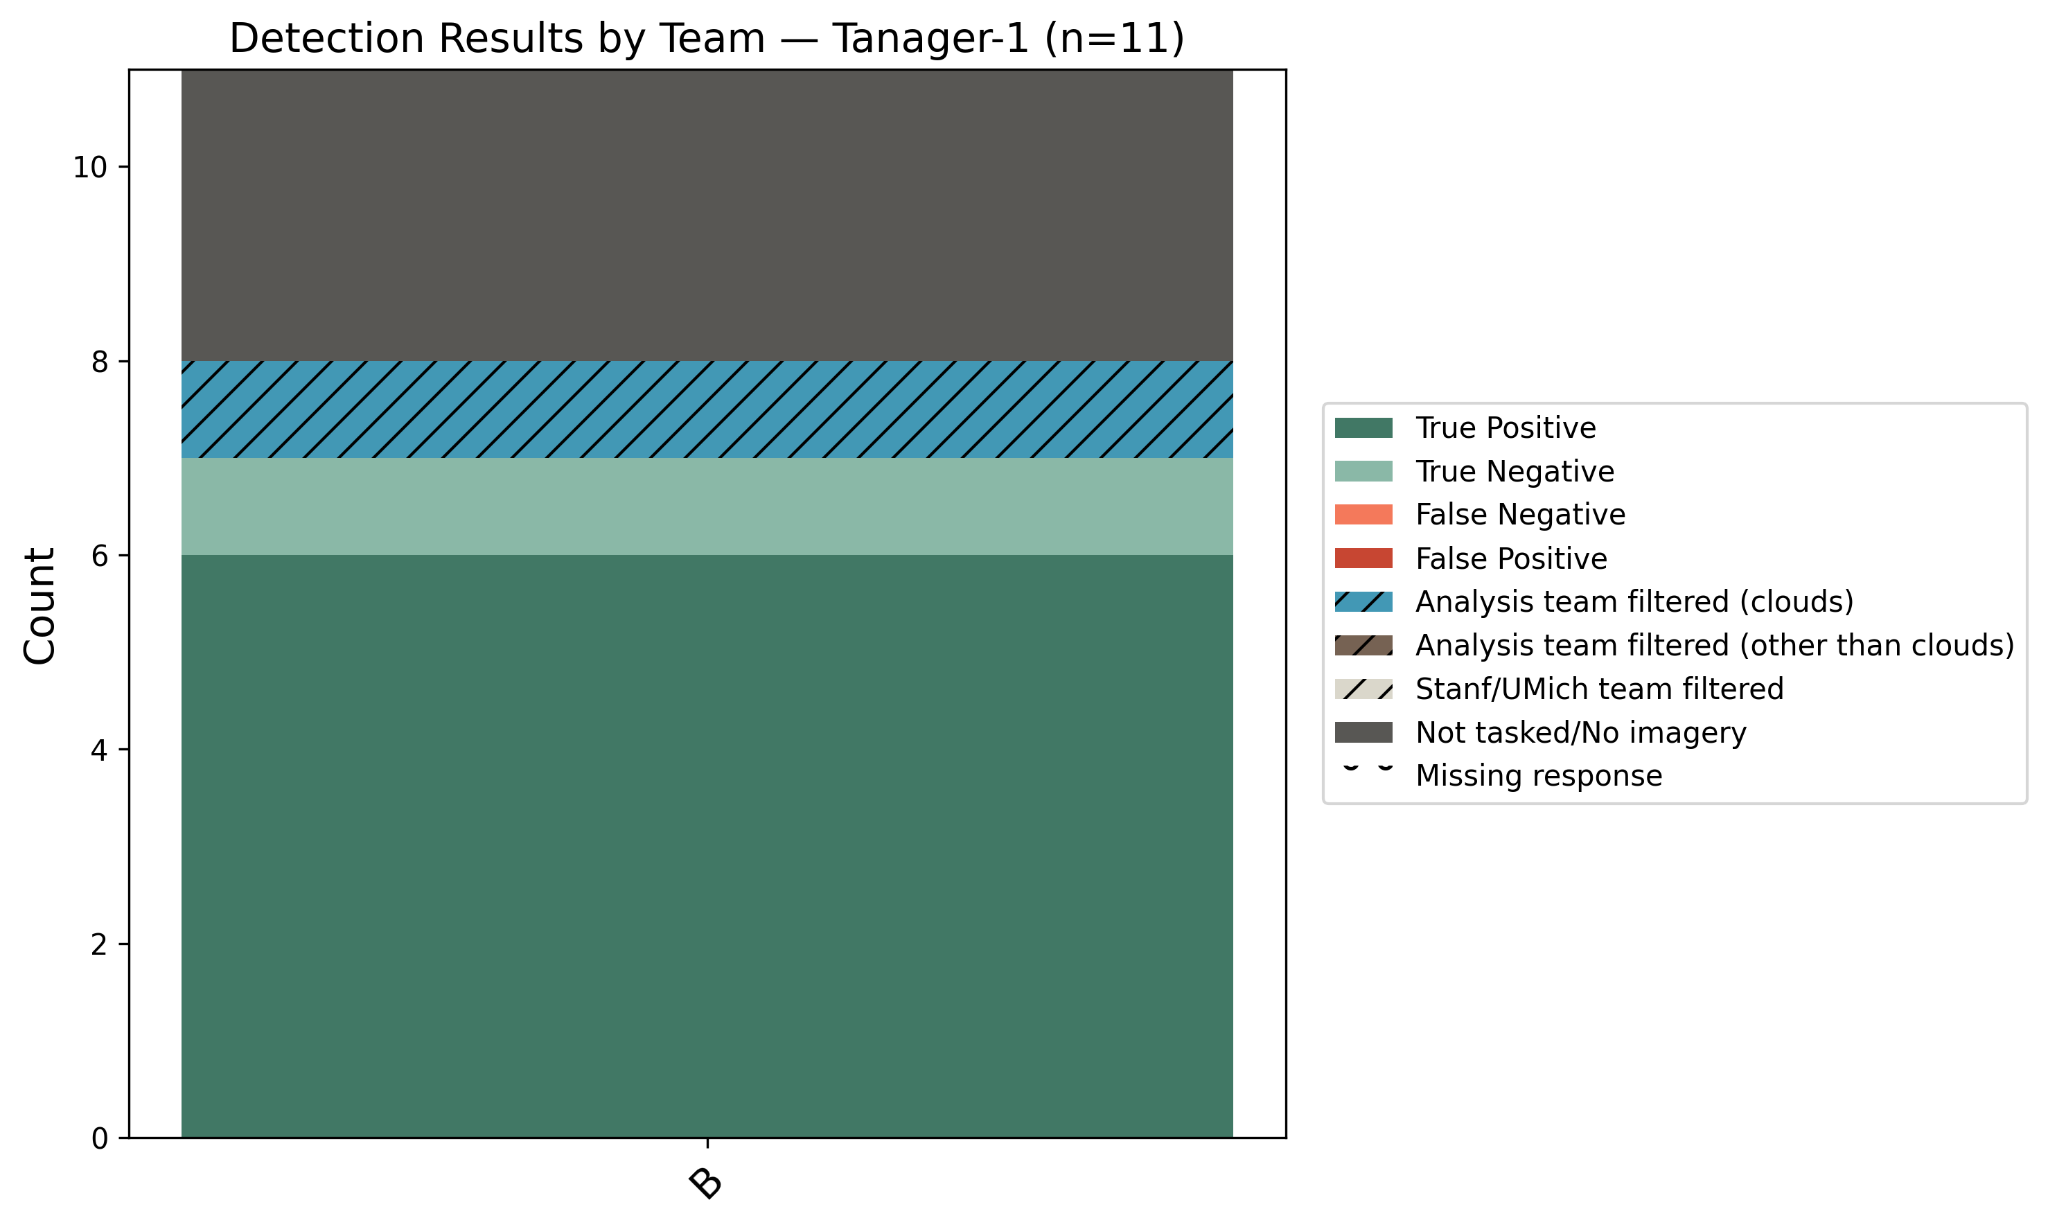 Detection Results by Team — Tanager-1 (n=11)
Count
10
8
6
4
2
0
B
True Positive
True Negative
False Negative
False Positive
Analysis team filtered (clouds)
Analysis team filtered (other than clouds)
Stanf/UMich team filtered
Not tasked/No imagery
Missing response